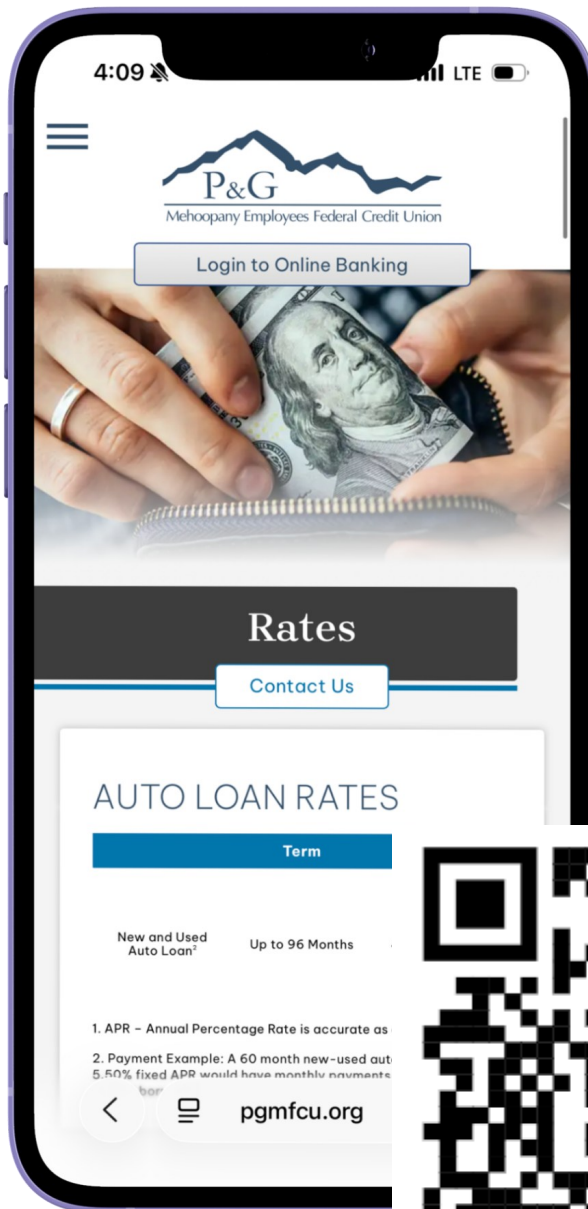 4:09
LTE
P&G
Mehoopany Employees Federal Credit Union
Login to Online Banking
Rates
Contact Us
AUTO LOAN RATES
Term
New and Used
Auto Loan²
Up to 96 Months
1. APR – Annual Percentage Rate is accurate as
2. Payment Example: A 60 month new-used
5.50% fixed APR would have monthly payments
pgmfcu.org